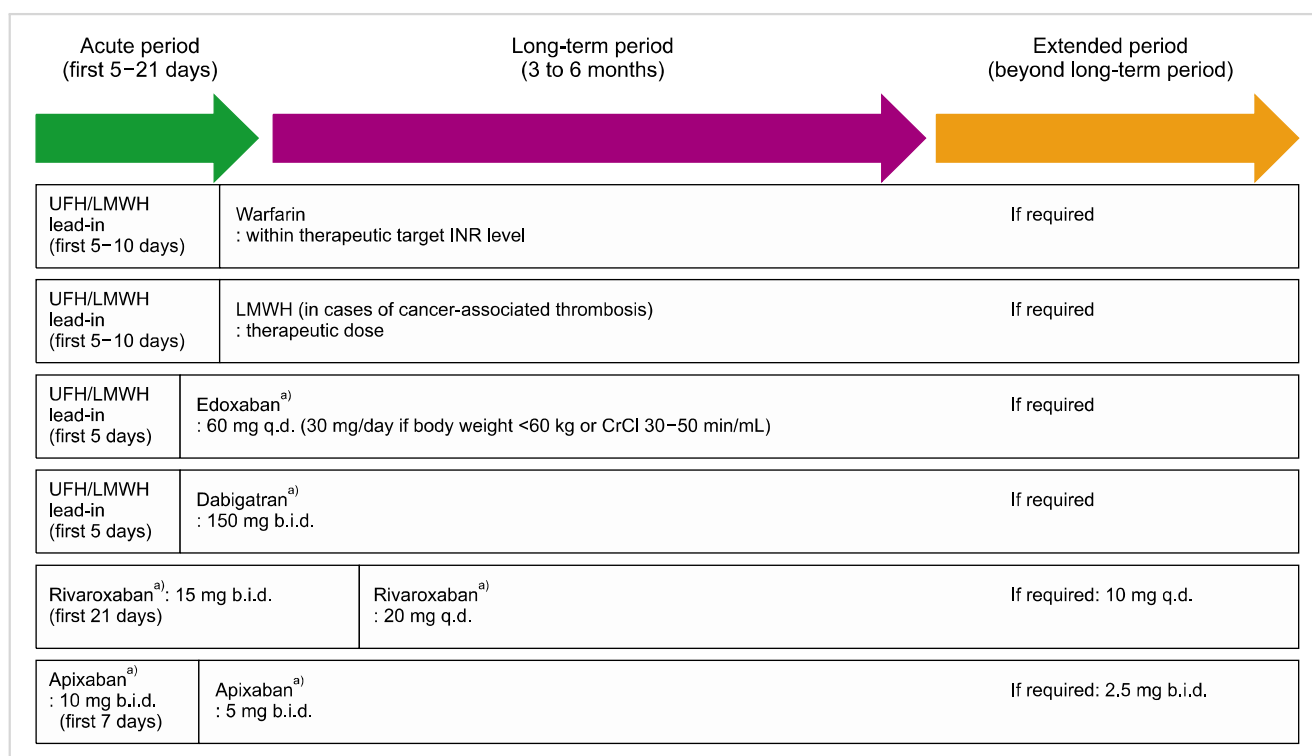 Acute period
(first 5−21 days)
Long-term period
(3 to 6 months)
Extended period
(beyond long-term period)
UFH/LMWH
lead-in
(first 5−10 days)
Warfarin
: within therapeutic target INR level
If required
UFH/LMWH
lead-in
(first 5−10 days)
LMWH (in cases of cancer-associated thrombosis)
: therapeutic dose
If required
UFH/LMWH
lead-in
(first 5 days)
Edoxaban a)
: 60 mg q.d. (30 mg/day if body weight <60 kg or CrCl 30−50 min/mL)
If required
UFH/LMWH
lead-in
(first 5 days)
Dabigatran a)
: 150 mg b.i.d.
If required
Rivaroxaban a): 15 mg b.i.d.
(first 21 days)
Rivaroxaban a)
: 20 mg q.d.
If required: 10 mg q.d.
Apixaban a)
: 10 mg b.i.d.
(first 7 days)
Apixaban a)
: 5 mg b.i.d.
If required: 2.5 mg b.i.d.